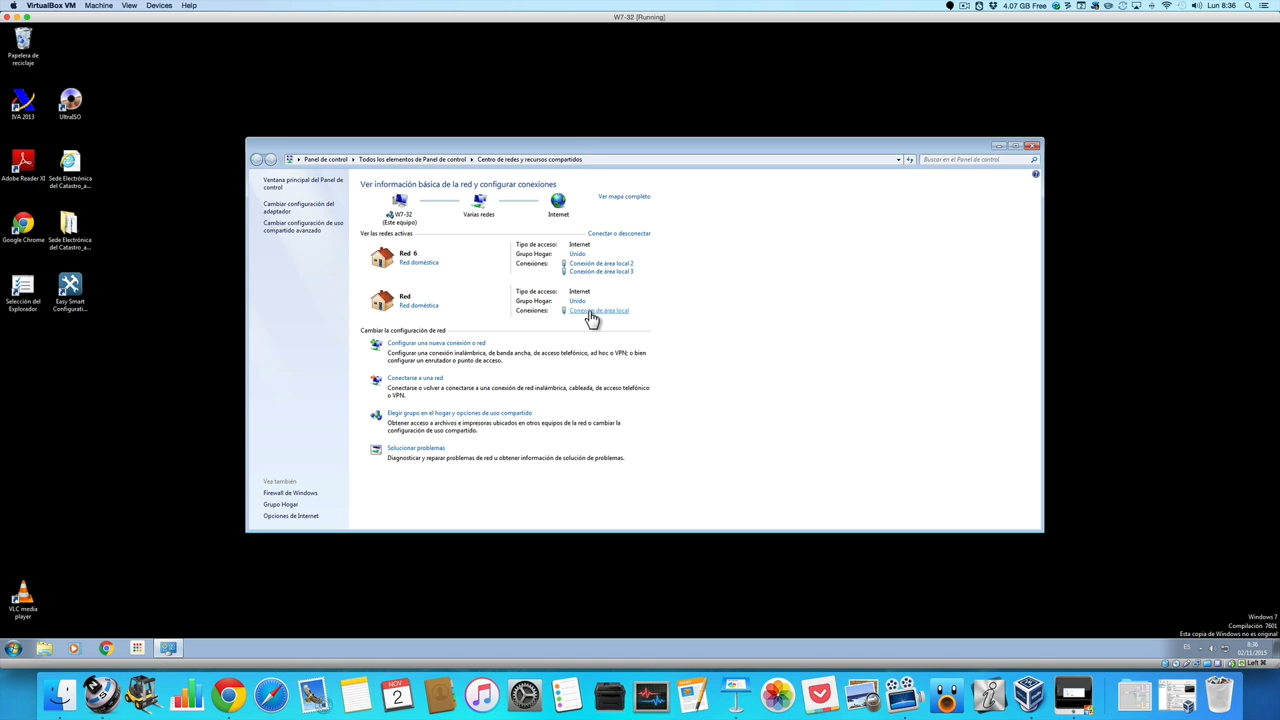 VirtualBox VM Machine View Devices Help
4.07 GB Free
Lun 8:36
W7-32 [Running]
Papelera de
reciclaje
IVA 2013
UltraISO
Adobe Reader XI
Sede Electrónica
del Catastro_a...
Google Chrome
Sede Electrónica
del Catastro_a...
Selección del
Explorador
Easy Smart
Configurati...
VLC media
player
Panel de control
Todos los elementos de Panel de control
Centro de redes y recursos compartidos
Buscar en el Panel de control
Ventana principal del Panel de
control
Cambiar configuración del
adaptador
Cambiar configuración de uso
compartido avanzado
Vea también
Firewall de Windows
Grupo Hogar
Opciones de Internet
Ver información básica de la red y configurar conexiones
W7-32
(Este equipo)
Varias redes
Internet
Ver mapa completo
Ver las redes activas
Conectar o desconectar
Red 6
Red doméstica
Tipo de acceso: Internet
Grupo Hogar: Unido
Conexiones: Conexión de área local 2
Conexión de área local 3
Red
Red doméstica
Tipo de acceso: Internet
Grupo Hogar: Unido
Conexiones: Conexión de área local
Cambiar la configuración de red
Configurar una nueva conexión o red
Configurar una conexión inalámbrica, de banda ancha, de acceso telefónico, ad hoc o VPN; o bien
configurar un enrutador o punto de acceso.
Conectarse a una red
Conectarse o volver a conectarse a una conexión de red inalámbrica, cableada, de acceso telefónico
o VPN.
Elegir grupo en el hogar y opciones de uso compartido
Obtener acceso a archivos e impresoras ubicados en otros equipos de la red o cambiar la
configuración de uso compartido.
Solucionar problemas
Diagnosticar y reparar problemas de red u obtener información de solución de problemas.
Windows 7
Compilación 7601
Esta copia de Windows no es original
ES
8:36
02/11/2015
Left ⌘
2